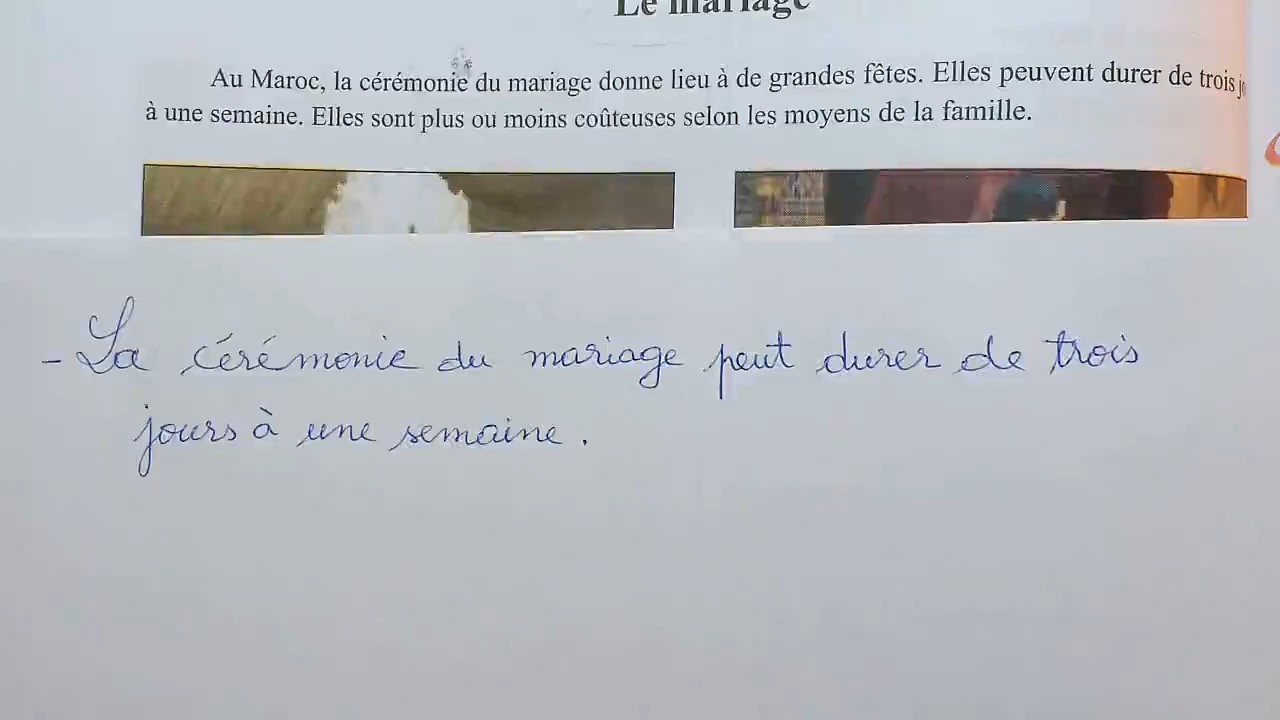 Le mariage
Au Maroc, la cérémonie du mariage donne lieu à de grandes fêtes. Elles peuvent durer de trois
à une semaine. Elles sont plus ou moins coûteuses selon les moyens de la famille.
- La cérémonie du mariage peut durer de trois
jours à une semaine.